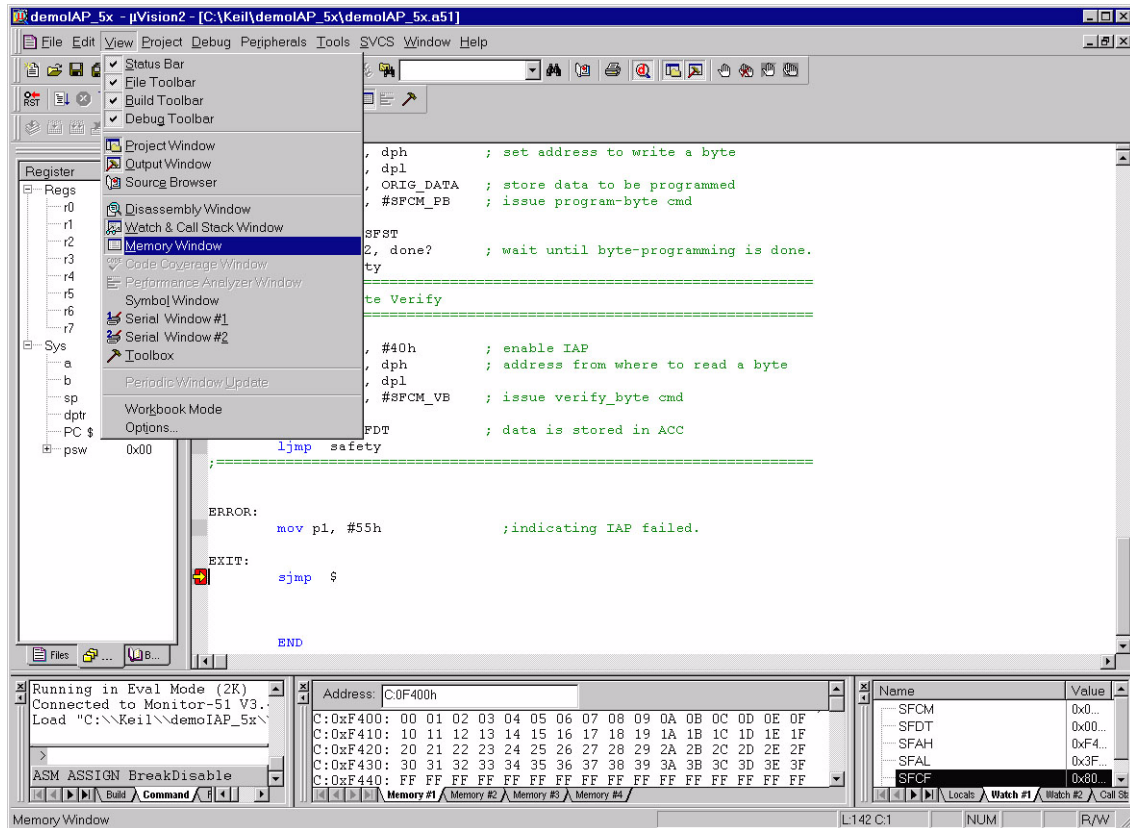 demoIAP_5x - µVision2 - [C:\Keil\demoIAP_5x\demoIAP_5x.a51]
File Edit View Project Debug Peripherals Tools SVCS Window Help
Status Bar
File Toolbar
Build Toolbar
Debug Toolbar
Project Window
Output Window
Source Browser
Disassembly Window
Watch & Call Stack Window
Memory Window
Code Coverage Window
Performance Analyzer Window
Symbol Window
Serial Window #1
Serial Window #2
Toolbox
Periodic Window Update
Workbook Mode
Options...
RST
Register
Regs
r0
r1
r2
r3
r4
r5
r6
r7
Sys
a
b
sp
dptr
PC $
psw 0x00
Files ... B...
, dph ; set address to write a byte
, dpl
, ORIG_DATA ; store data to be programmed
, #SFCM_PB ; issue program-byte cmd
SFST
2, done? ; wait until byte-programming is done.
ty
te Verify
, #40h ; enable IAP
, dph ; address from where to read a byte
, dpl
, #SFCM_VB ; issue verify_byte cmd
FDT ; data is stored in ACC
ljmp safety
;==========================================================
ERROR:
mov p1, #55h ;indicating IAP failed.
EXIT:
sjmp $
END
Running in Eval Mode (2K)
Connected to Monitor-51 V3.
Load "C:\\Keil\\demoIAP_5x\
>
ASM ASSIGN BreakDisable
Build Command F
Address: C:0F400h
C:0xF400: 00 01 02 03 04 05 06 07 08 09 0A 0B 0C 0D 0E 0F
C:0xF410: 10 11 12 13 14 15 16 17 18 19 1A 1B 1C 1D 1E 1F
C:0xF420: 20 21 22 23 24 25 26 27 28 29 2A 2B 2C 2D 2E 2F
C:0xF430: 30 31 32 33 34 35 36 37 38 39 3A 3B 3C 3D 3E 3F
C:0xF440: FF FF FF FF FF FF FF FF FF FF FF FF FF FF FF FF
Memory #1 Memory #2 Memory #3 Memory #4
Name Value
SFCM 0x0...
SFDT 0x00...
SFAH 0xF4...
SFAL 0x3F...
SFCF 0x80...
Locals Watch #1 Watch #2 Call St
Memory Window L:142 C:1 NUM R/W